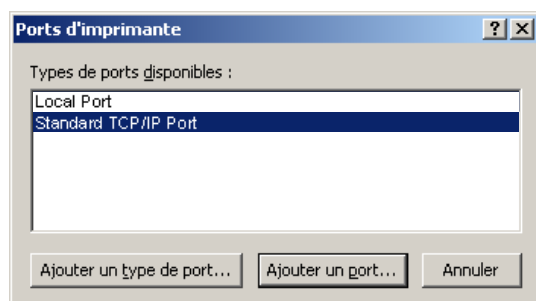 Ports d'imprimante
Types de ports disponibles :
Local Port
Standard TCP/IP Port
Ajouter un type de port... Ajouter un port... Annuler